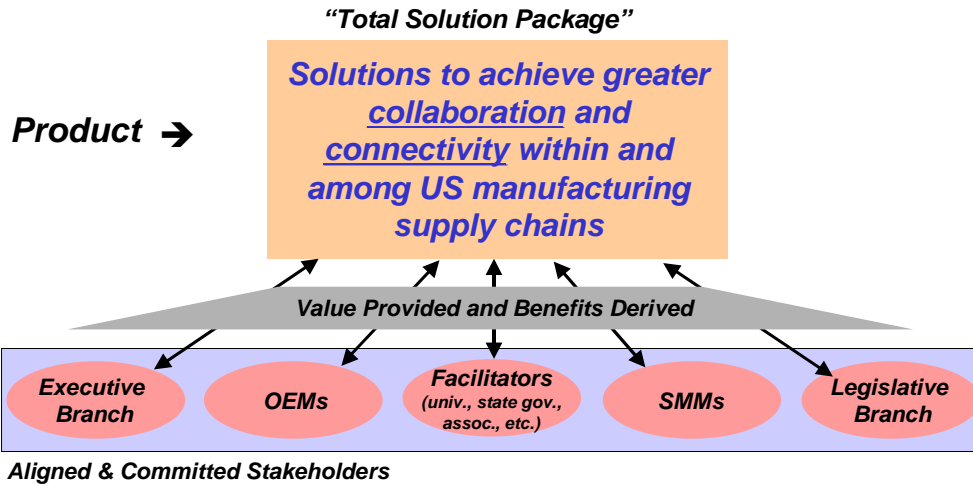 “Total Solution Package”
Solutions to achieve greater
collaboration and
connectivity within and
among US manufacturing
supply chains
Product ➔
Value Provided and Benefits Derived
Executive
Branch
OEMs
Facilitators
(univ., state gov.,
assoc., etc.)
SMMs
Legislative
Branch
Aligned & Committed Stakeholders